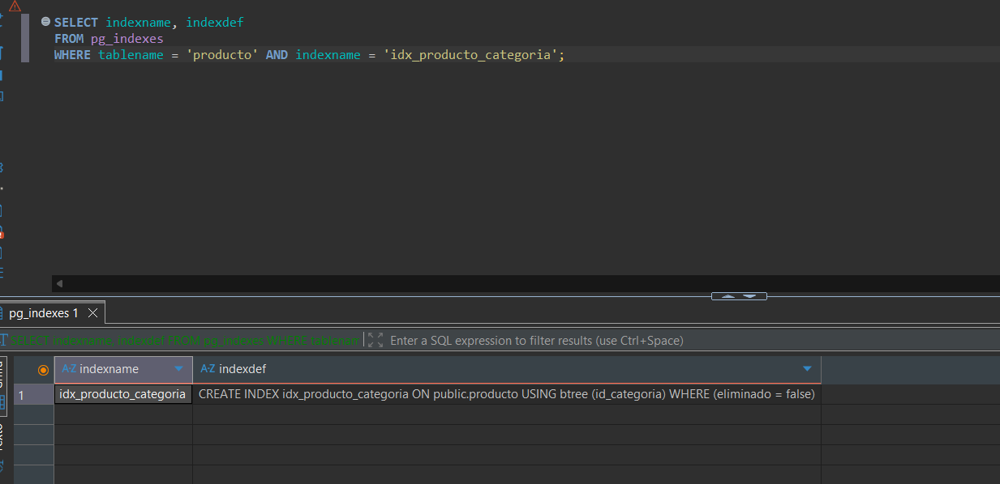 SELECT indexname, indexdef
FROM pg_indexes
WHERE tablename = 'producto' AND indexname = 'idx_producto_categoria';
pg_indexes 1
SELECT indexname, indexdef FROM pg_indexes WHERE tablenam
Enter a SQL expression to filter results (use Ctrl+Space)
A-Z indexname
A-Z indexdef
1
idx_producto_categoria
CREATE INDEX idx_producto_categoria ON public.producto USING btree (id_categoria) WHERE (eliminado = false)